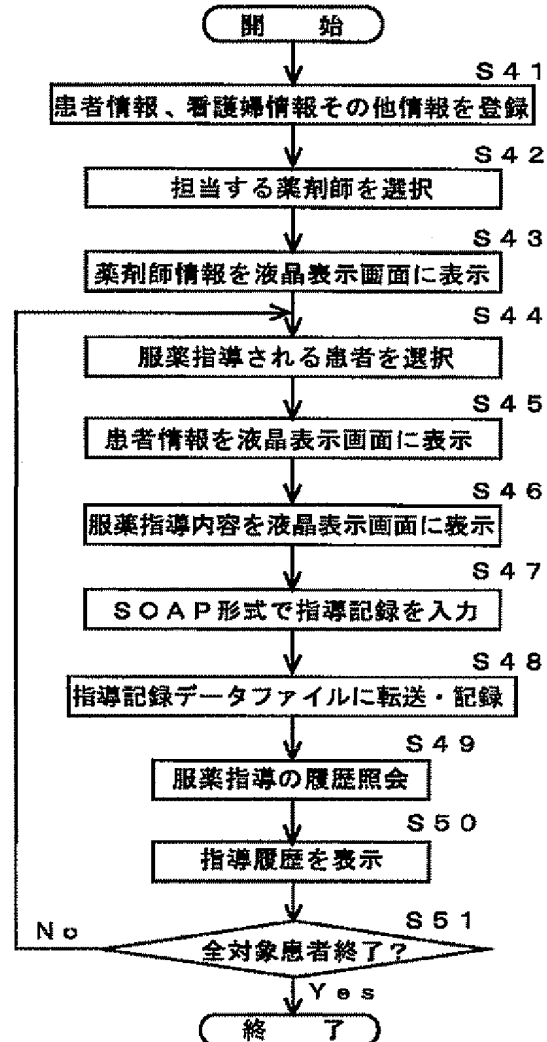 開 始
S41
患者情報、看護婦情報その他情報を登録
S42
担当する薬剤師を選択
S43
薬剤師情報を液晶表示画面に表示
S44
服薬指導される患者を選択
S45
患者情報を液晶表示画面に表示
S46
服薬指導内容を液晶表示画面に表示
S47
SOAP形式で指導記録を入力
S48
指導記録データファイルに転送・記録
S49
服薬指導の履歴照会
S50
指導履歴を表示
S51
No
全対象患者終了?
Yes
終 了